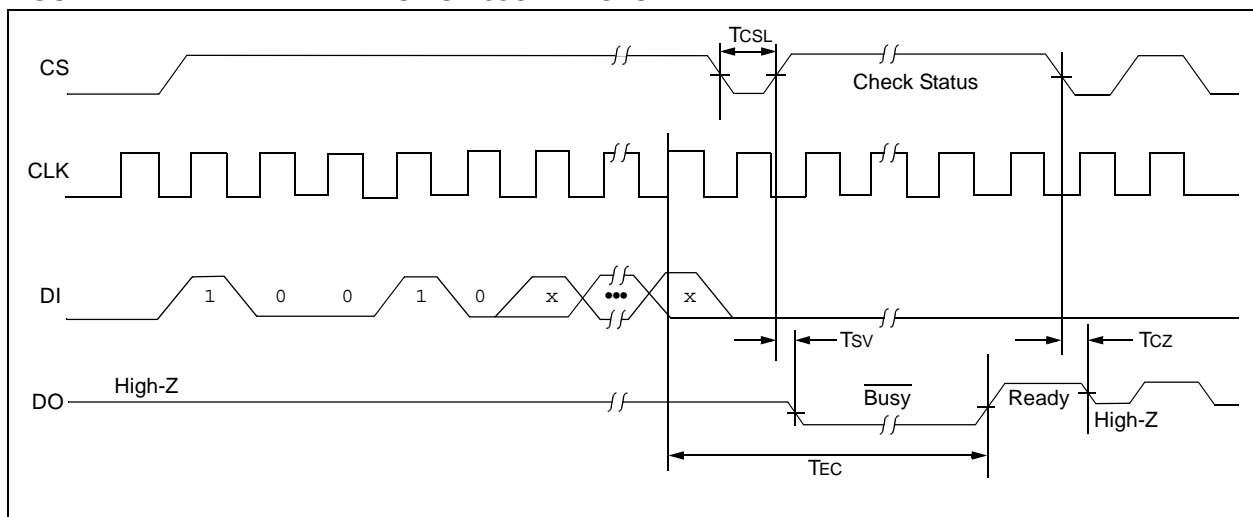 TCSL
CS
Check Status
CLK
DI
1 0 0 1 0 x ••• x
TSV
TCZ
High-Z
DO
Busy
Ready
High-Z
TEC